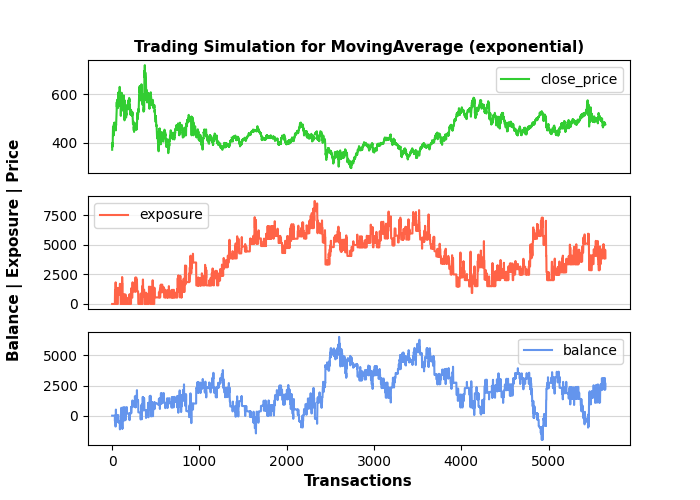 Trading Simulation for MovingAverage (exponential)
Balance | Exposure | Price
600
400
close_price
7500
5000
2500
0
exposure
5000
2500
0
balance
0 1000 2000 3000 4000 5000
Transactions